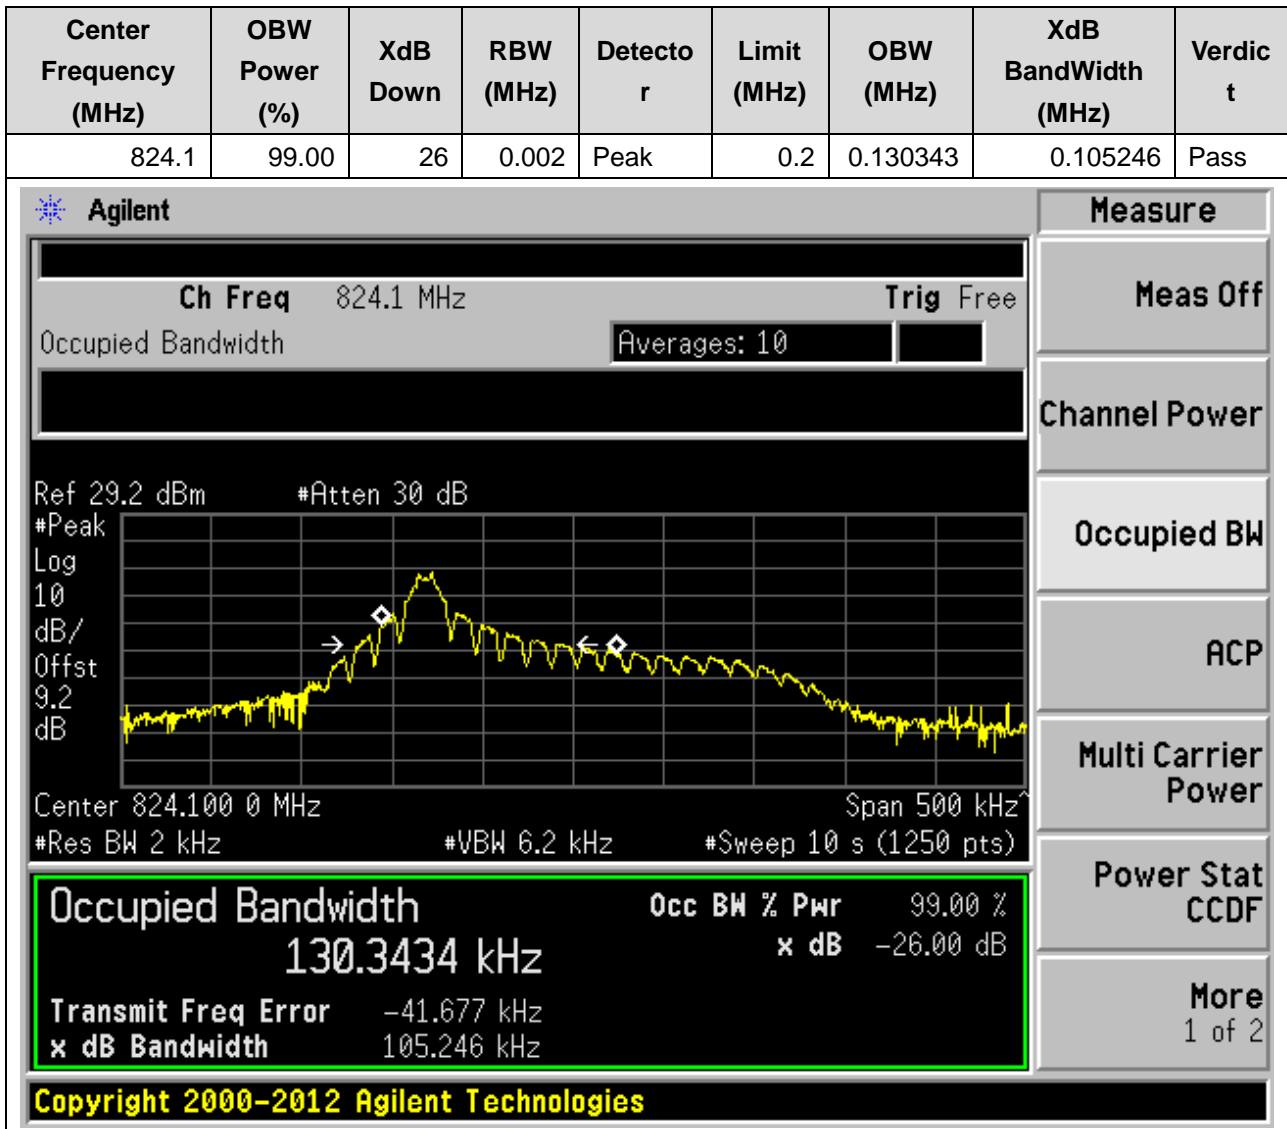 Center Frequency (MHz) OBW Power (%) XdB Down RBW (MHz) Detecto r Limit (MHz) OBW (MHz) XdB BandWidth (MHz) Verdic t
824.1 99.00 26 0.002 Peak 0.2 0.130343 0.105246 Pass
Agilent
Measure
Ch Freq 824.1 MHz Trig Free
Meas Off
Occupied Bandwidth Averages: 10
Channel Power
Ref 29.2 dBm #Atten 30 dB
#Peak
Log
10
dB/
Offst
9.2
dB
Occupied BW
ACP
Center 824.100 0 MHz Span 500 kHz^
#Res BW 2 kHz #VBW 6.2 kHz #Sweep 10 s (1250 pts)
Multi Carrier
Power
Occupied Bandwidth Occ BW % Pwr 99.00 %
130.3434 kHz x dB -26.00 dB
Power Stat
CCDF
Transmit Freq Error -41.677 kHz
x dB Bandwidth 105.246 kHz
More
1 of 2
Copyright 2000-2012 Agilent Technologies